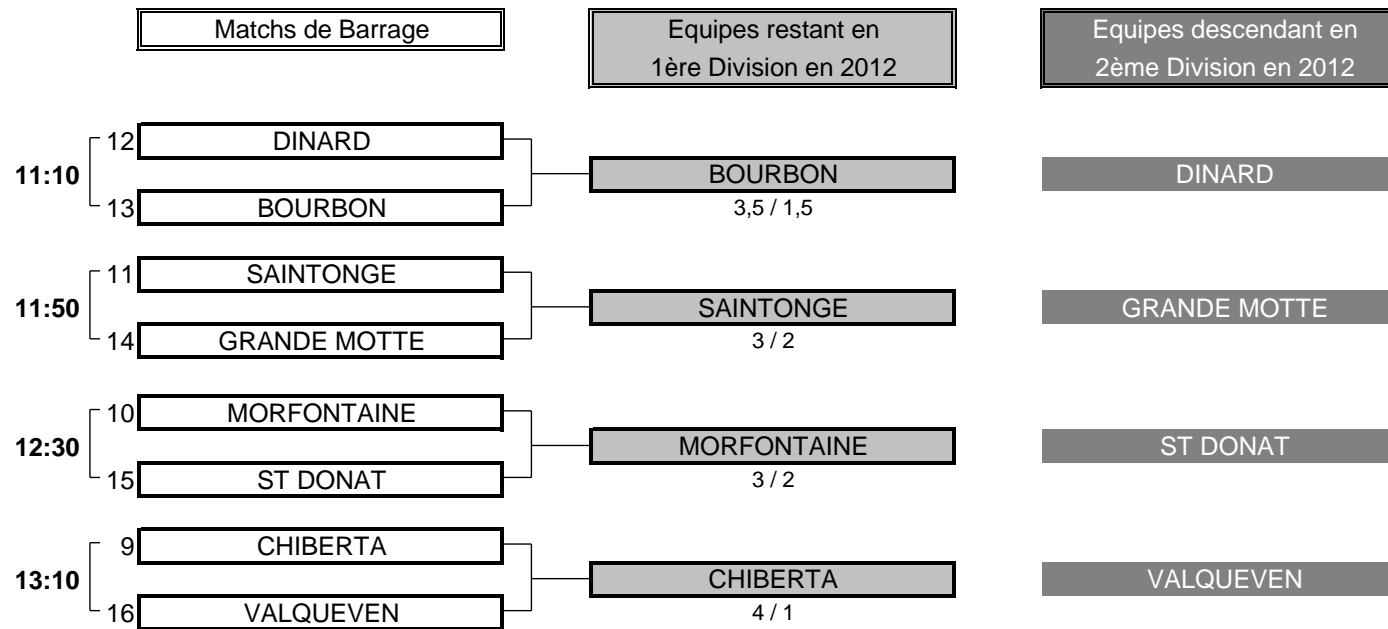 Matchs de Barrage
Equipes restant en
1ère Division en 2012
Equipes descendant en
2ème Division en 2012
11:10
12 DINARD
13 BOURBON
BOURBON
3,5 / 1,5
DINARD
11:50
11 SAINTONGE
14 GRANDE MOTTE
SAINTONGE
3 / 2
GRANDE MOTTE
12:30
10 MORFONTAINE
15 ST DONAT
MORFONTAINE
3 / 2
ST DONAT
13:10
9 CHIBERTA
16 VALQUEVEN
CHIBERTA
4 / 1
VALQUEVEN